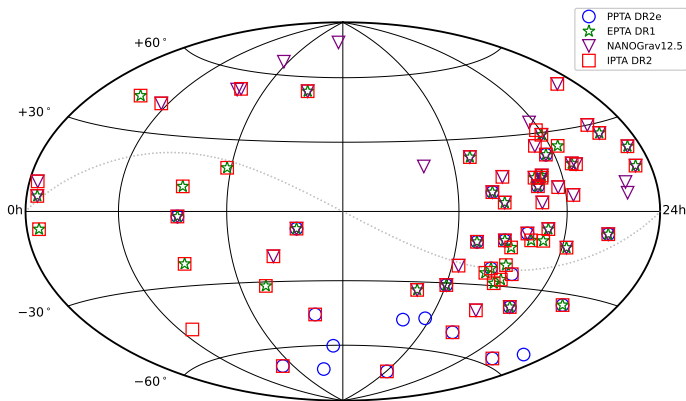 PPTA DR2e
EPTA DR1
NANOGrav12.5
IPTA DR2
+60°
+30°
0h
24h
−30°
−60°